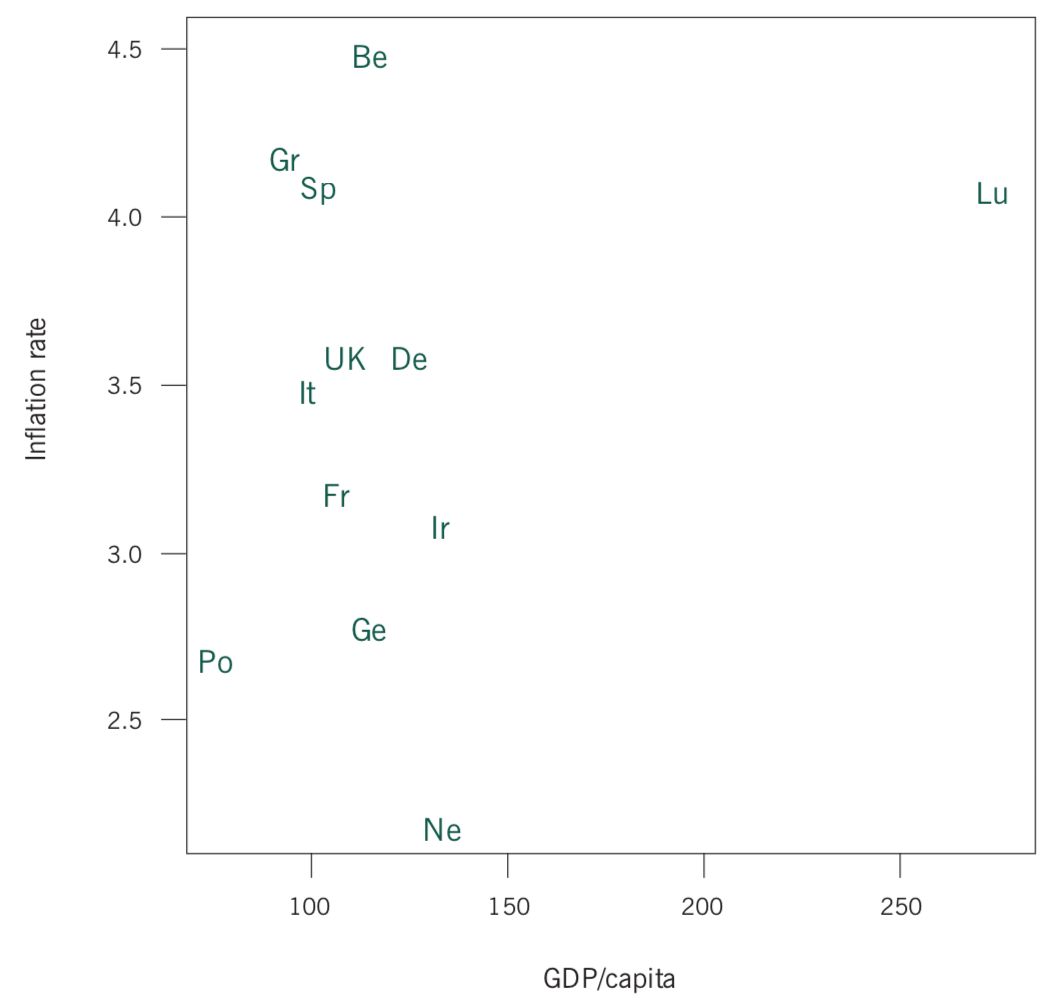 4.5
Be
Gr
Sp
Lu
4.0
UK De
3.5
It
Fr
Ir
3.0
Ge
Po
2.5
Ne
Inflation rate
100 150 200 250
GDP/capita